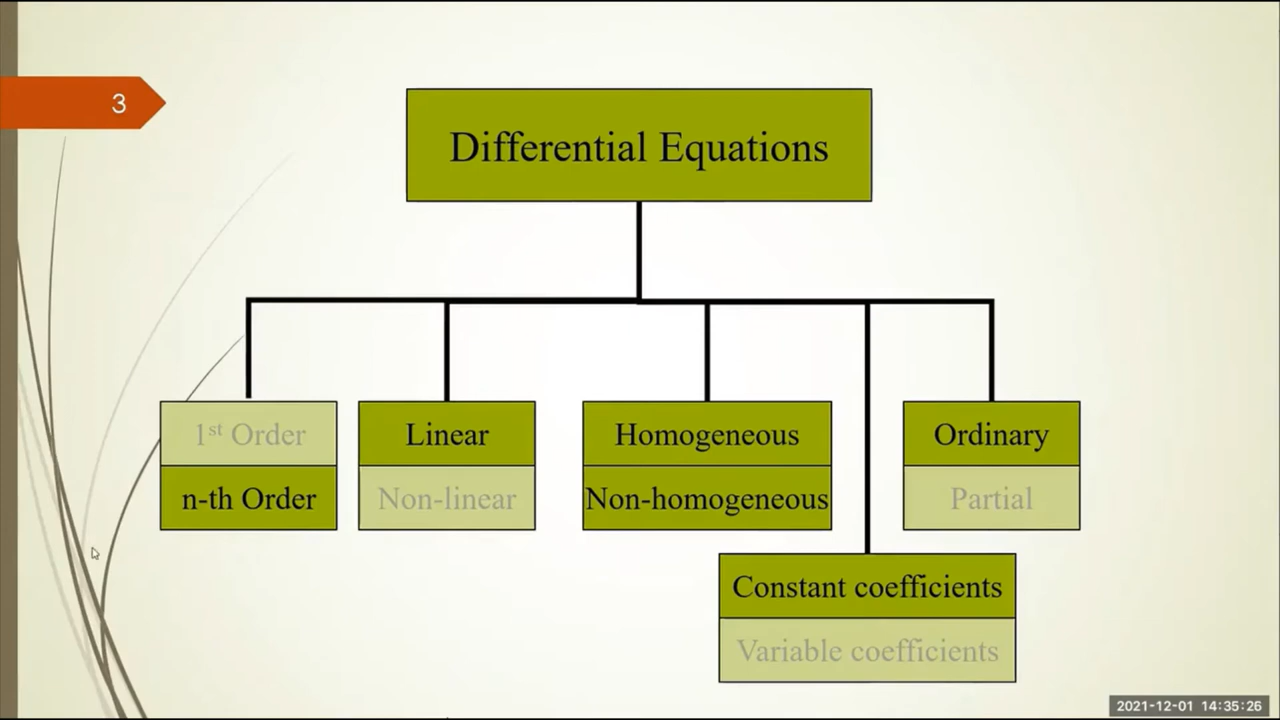 3
Differential Equations
1st Order
n-th Order
Linear
Non-linear
Homogeneous
Non-homogeneous
Ordinary
Partial
Constant coefficients
Variable coefficients
2021-12-01 14:35:26